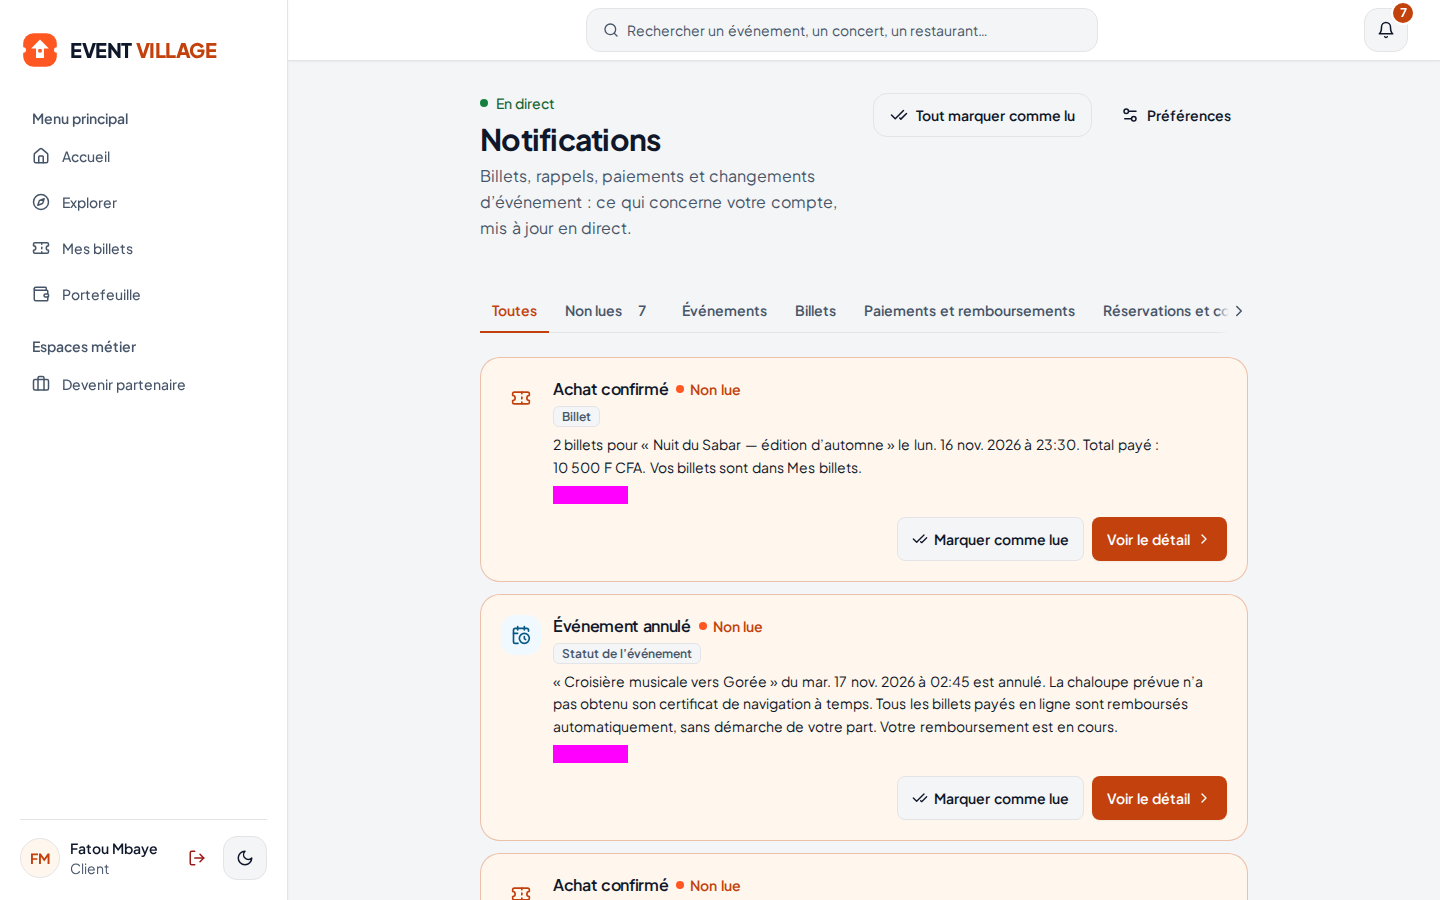 EVENT VILLAGE
Menu principal
Accueil
Explorer
Mes billets
Portefeuille
Espaces métier
Devenir partenaire
FM
Fatou Mbaye
Client
Rechercher un événement, un concert, un restaurant…
7
En direct
Notifications
Billets, rappels, paiements et changements
d’événement : ce qui concerne votre compte,
mis à jour en direct.
Tout marquer comme lu
Préférences
Toutes
Non lues 7
Événements
Billets
Paiements et remboursements
Réservations et
Achat confirmé
Non lue
Billet
2 billets pour « Nuit du Sabar — édition d’automne » le lun. 16 nov. 2026 à 23:30. Total payé :
10 500 F CFA. Vos billets sont dans Mes billets.
Marquer comme lue
Voir le détail
Événement annulé
Non lue
Statut de l’événement
« Croisière musicale vers Gorée » du mar. 17 nov. 2026 à 02:45 est annulé. La chaloupe prévue n’a
pas obtenu son certificat de navigation à temps. Tous les billets payés en ligne sont remboursés
automatiquement, sans démarche de votre part. Votre remboursement est en cours.
Marquer comme lue
Voir le détail
Achat confirmé
Non lue